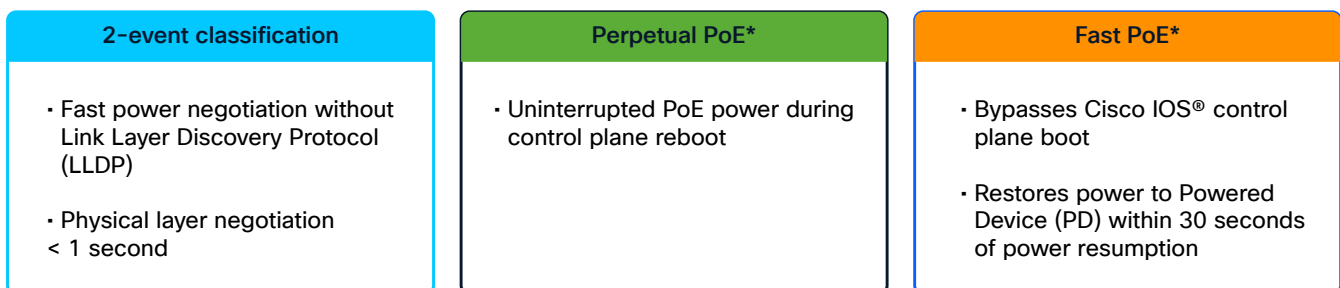 2-event classification
· Fast power negotiation without
Link Layer Discovery Protocol
(LLDP)
· Physical layer negotiation
< 1 second
Perpetual PoE*
· Uninterrupted PoE power during
control plane reboot
Fast PoE*
· Bypasses Cisco IOS® control
plane boot
· Restores power to Powered
Device (PD) within 30 seconds
of power resumption